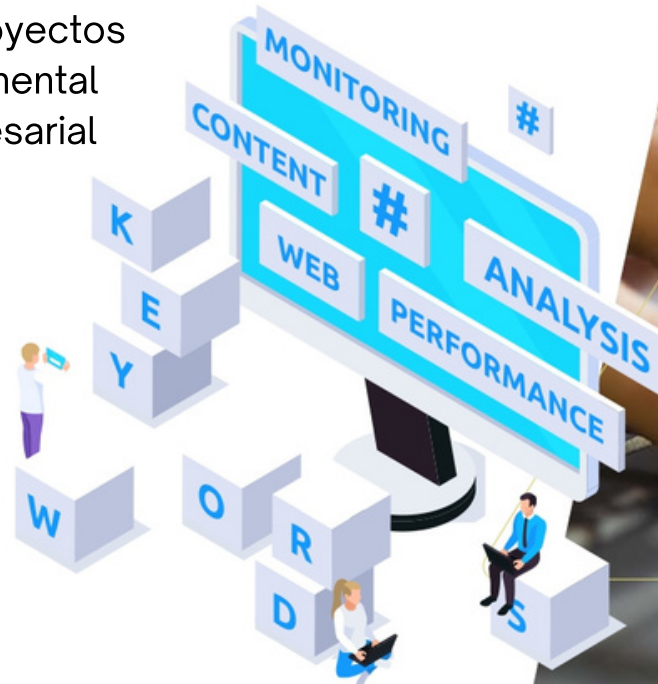 oyectos
mental
esarial
MONITORING
#
CONTENT
#
WEB
ANALYSIS
PERFORMANCE
K
E
Y
W
O
R
D
S